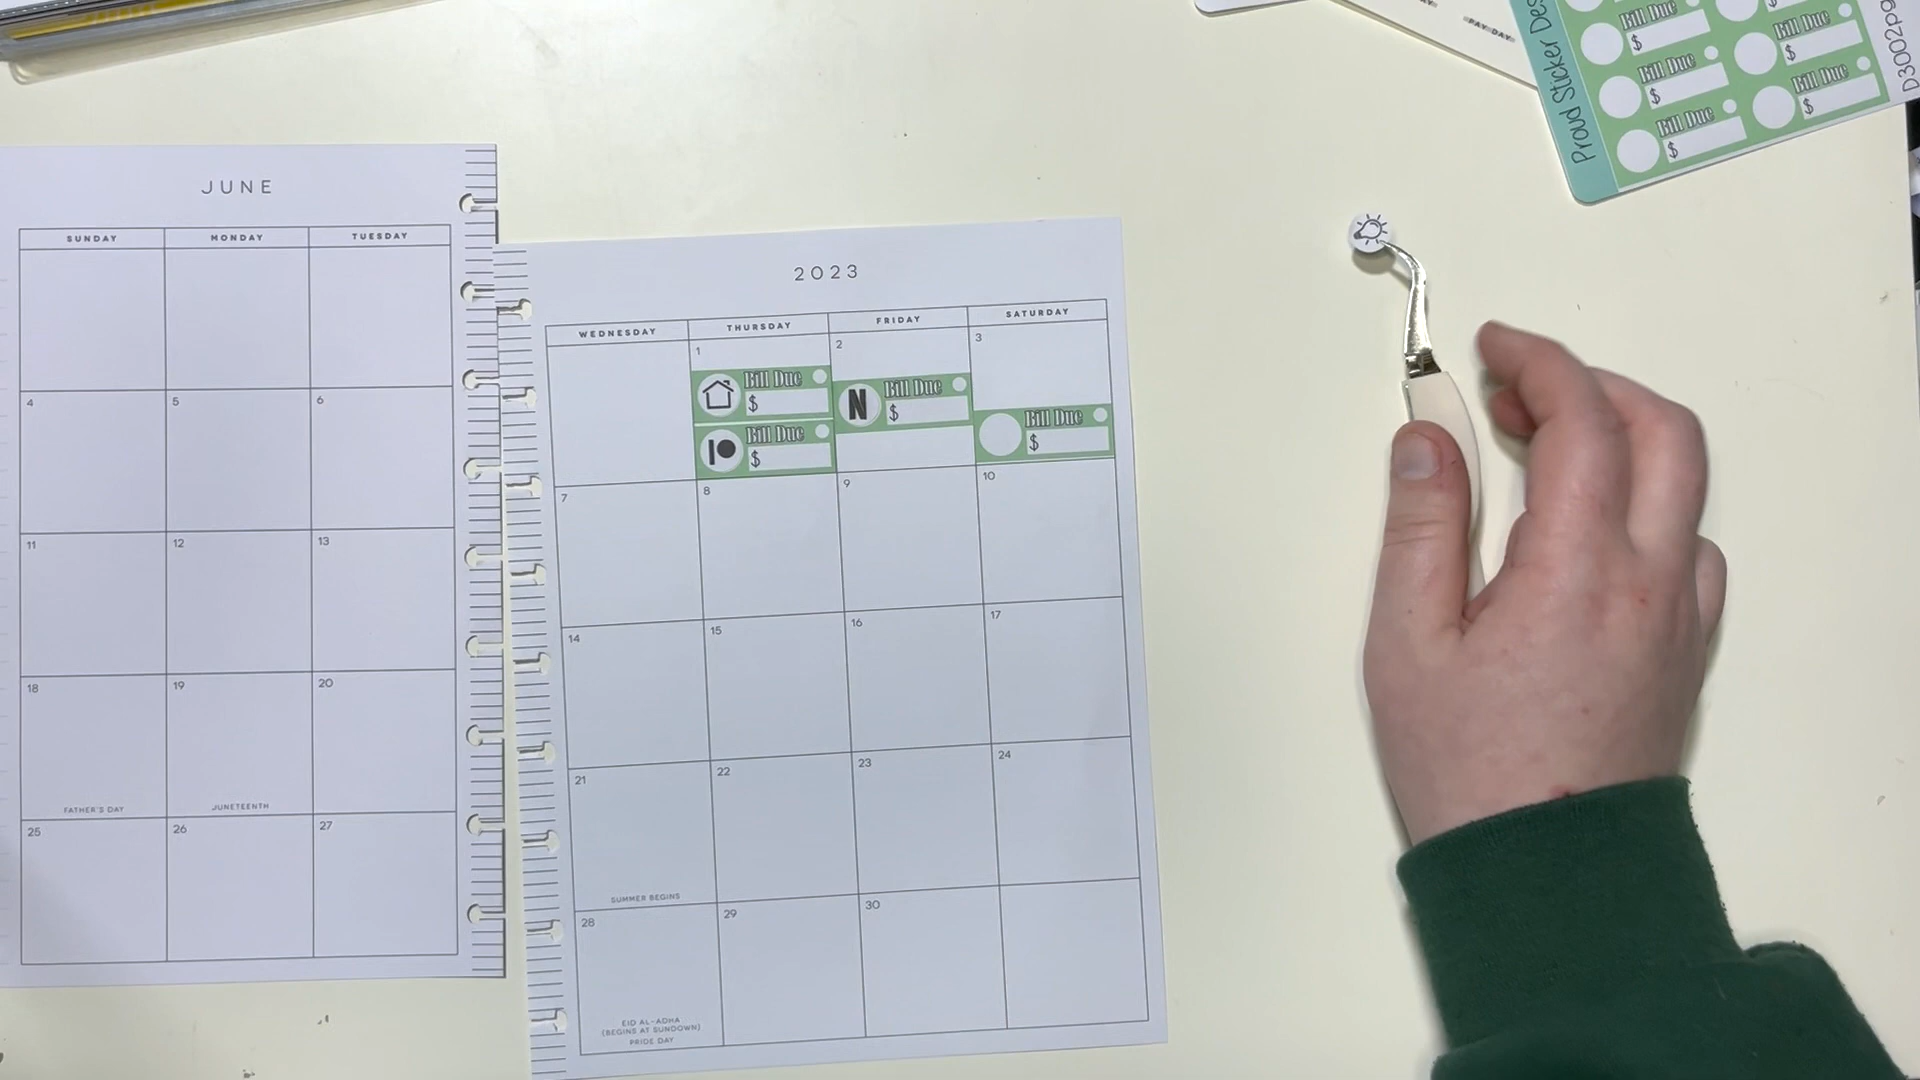 JUNE
SUNDAY MONDAY TUESDAY
4 5 6
11 12 13
18 19 20
FATHER'S DAY JUNETEENTH
25 26 27
2023
WEDNESDAY THURSDAY FRIDAY SATURDAY
1 2 3
Bill Due
$
Bill Due
$
Bill Due
$
Bill Due
$
N
7 8 9 10
14 15 16 17
21 22 23 24
SUMMER BEGINS
28 29 30
EID AL-ADHA
(BEGINS AT SUNDOWN)
PRIDE DAY
PAY DAY
Proud Sticker Des
Bill Due
$
Bill Due
$
Bill Due
$
Bill Due
$
Bill Due
$
$
D3002pg